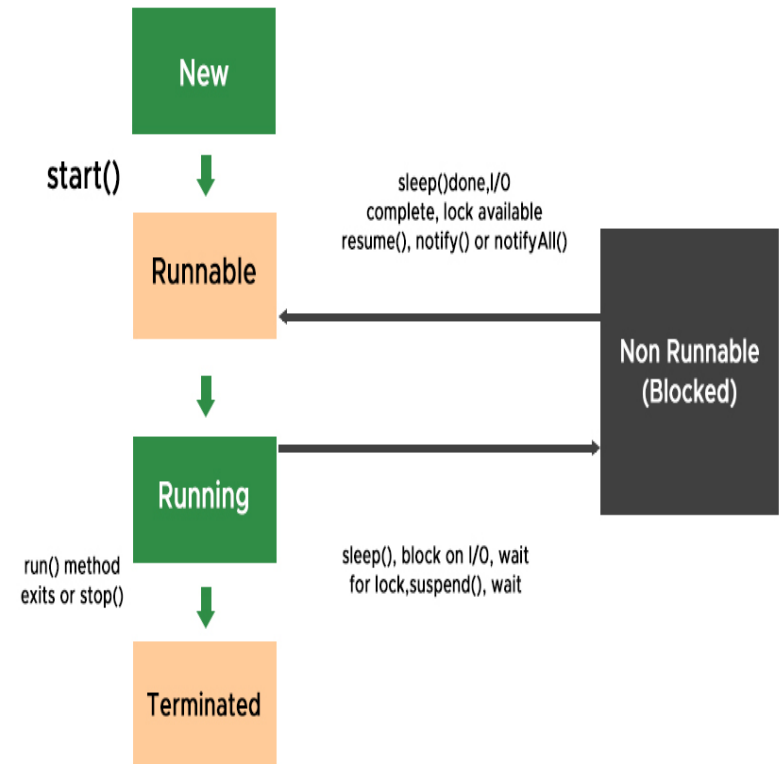 New
start()
sleep()done,I/O
complete, lock available
resume(), notify() or notifyAll()
Runnable
Non Runnable
(Blocked)
Running
sleep(), block on I/O, wait
for lock,suspend(), wait
run() method
exits or stop()
Terminated